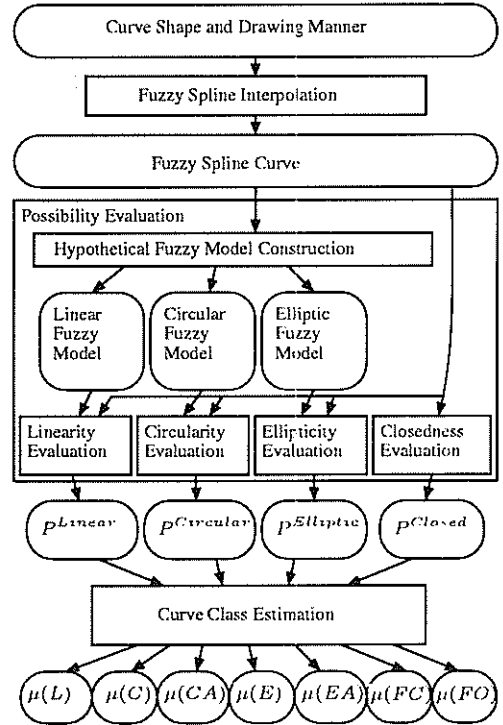 Curve Shape and Drawing Manner
Fuzzy Spline Interpolation
Fuzzy Spline Curve
Possibility Evaluation
Hypothetical Fuzzy Model Construction
Linear
Fuzzy
Model
Circular
Fuzzy
Model
Elliptic
Fuzzy
Model
Linearity
Evaluation
Circularity
Evaluation
Ellipticity
Evaluation
Closedness
Evaluation
P^Linear
P^Circular
P^Elliptic
P^Closed
Curve Class Estimation
μ(L) μ(C) μ(CA) μ(E) μ(EA) μ(FC) μ(FO)